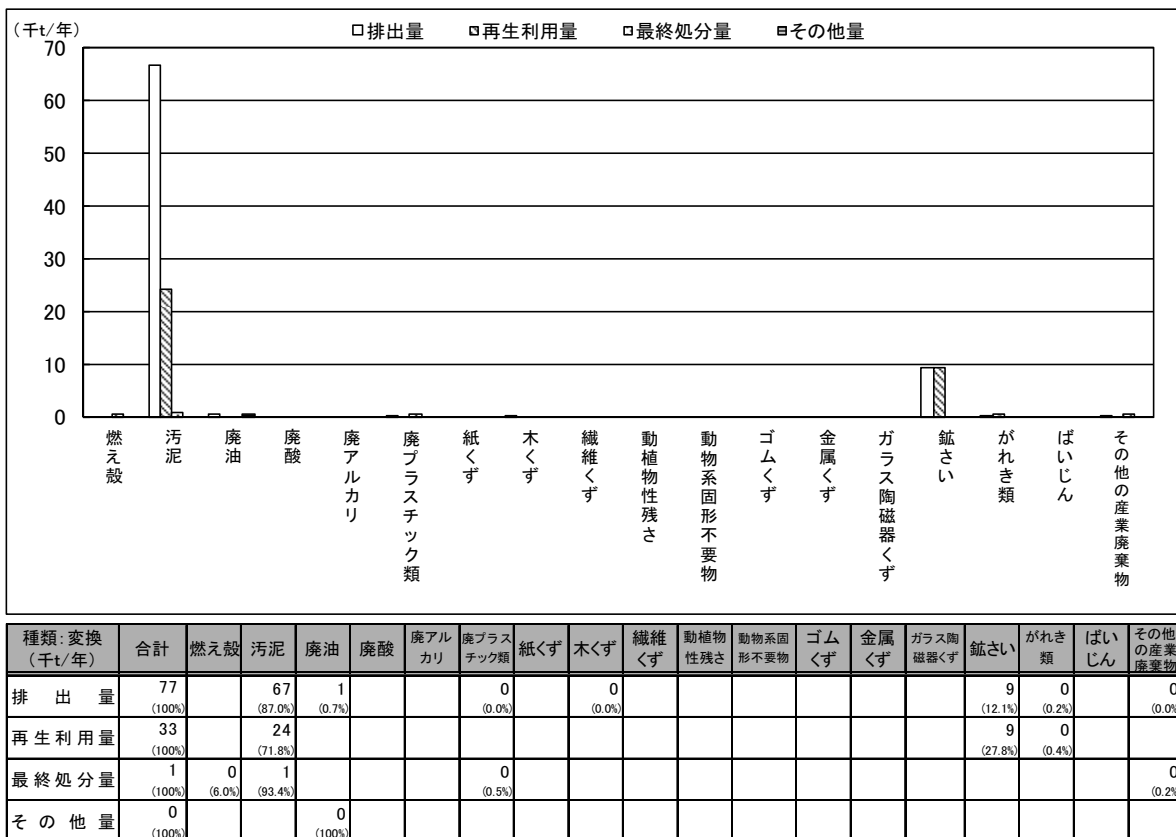 （千t/年）
排出量 再生利用量 最終処分量 その他量
70
60
50
40
30
20
10
0
燃え殻
汚泥
廃油
廃酸
廃アルカリ
廃プラスチック類
紙くず
木くず
繊維くず
動植物性残さ
動物系固形不要物
ゴムくず
金属くず
ガラス陶磁器くず
鉱さい
がれき類
ばいじん
その他の産業廃棄物
種類：変換（千t/年） 合計 燃え殻 汚泥 廃油 廃酸 廃アルカリ 廃プラスチック類 紙くず 木くず 繊維くず 動植物性残さ 動物系固形不要物 ゴムくず 金属くず ガラス陶磁器くず 鉱さい がれき類 ばいじん その他の産業廃棄物
排出量 77 67 1 0 0 9 0 0
(100%) (87.0%) (0.7%) (0.0%) (0.0%) (12.1%) (0.2%) (0.0%
再生利用量 33 24 9 0
(100%) (71.8%) (27.8%) (0.4%)
最終処分量 1 0 1 0 0
(100%) (6.0%) (93.4%) (0.5%) (0.2%
その他量 0 0
(100%) (100%)